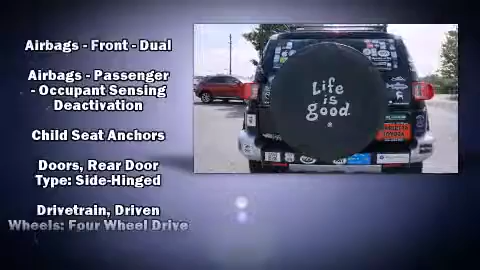 Airbags - Front - Dual
Airbags - Passenger
- Occupant Sensing
Deactivation
Child Seat Anchors
Doors, Rear Door
Type: Side-Hinged
Drivetrain, Driven
Wheels: Four Wheel Drive
Life
is
good